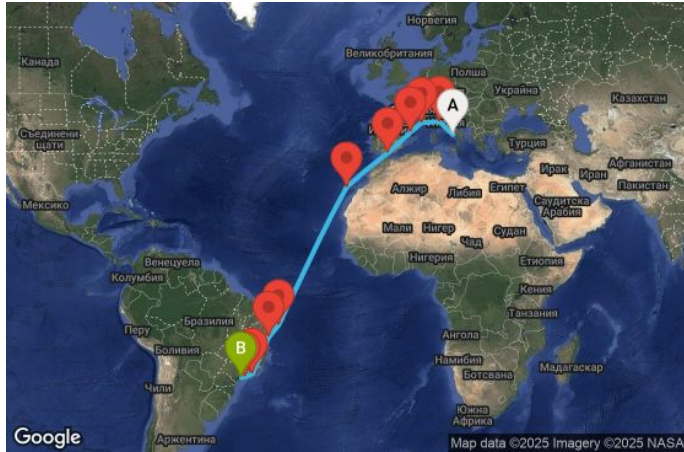 Норвегия
Канада
Великобритания
Полша
Украйна
A
Казахстан
Съединени
щати
Турция
Ирак
Иран
Афганистан
Пакистан
Алжир
Либия
Египет
Саудитска
Арабия
Мексико
Мали
Нигер
Судан
Чад
Венецуела
Нигерия
Етиопия
Колумбия
Кения
Танзания
Бразилия
Перу
Ангола
B
Боливия
Намибия
Ботсвана
Мадагаскар
Чили
Южна
Африка
Аржентина
Google
Map data ©2025 Imagery ©2025 NASA